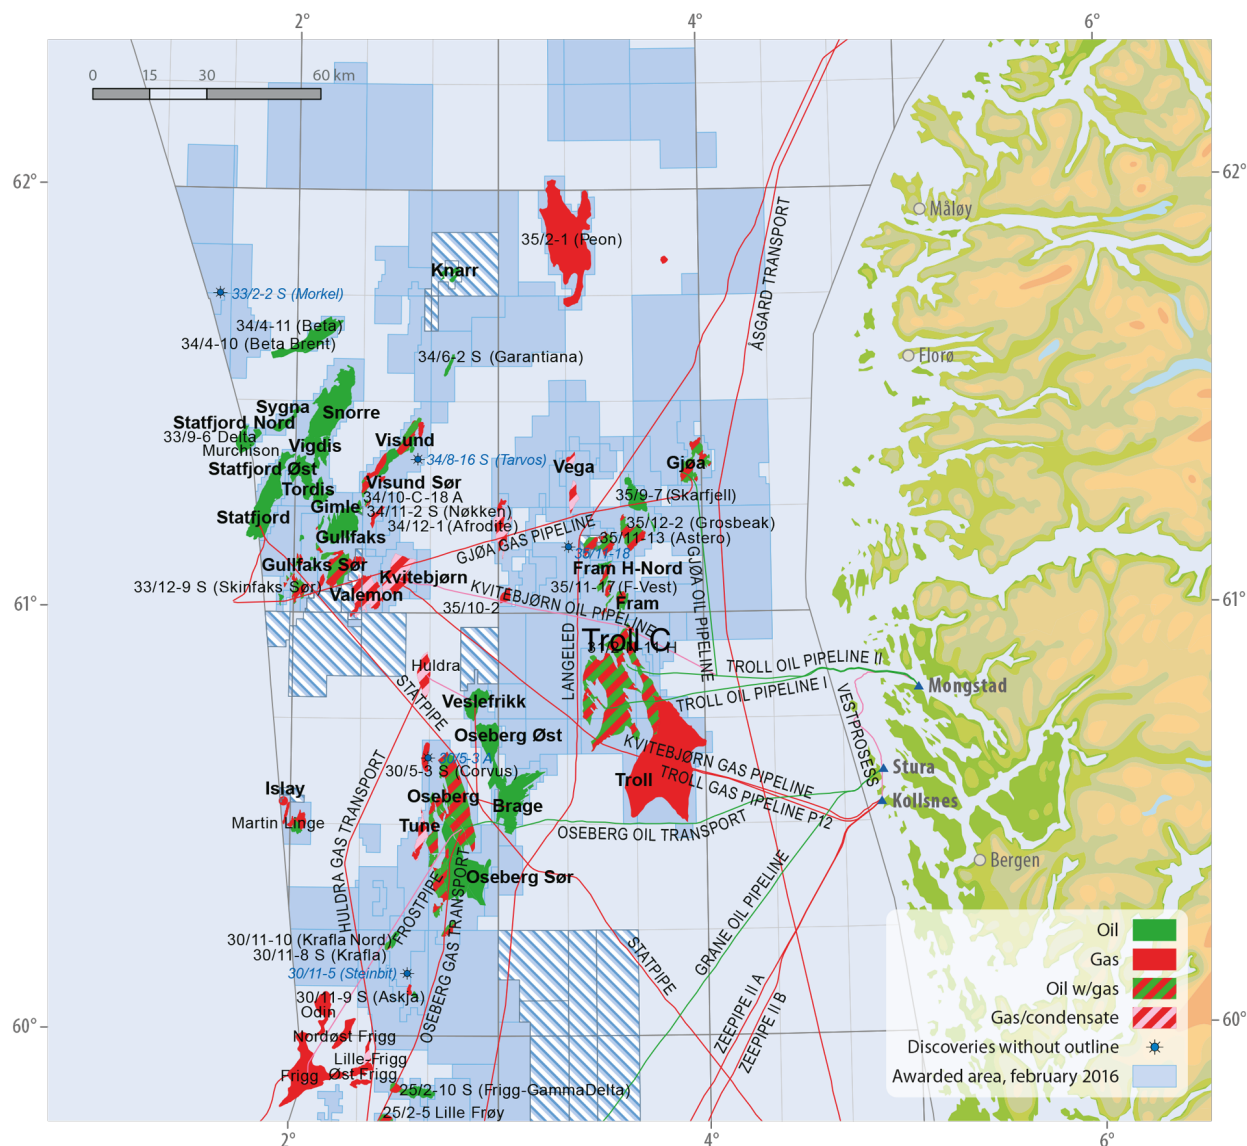 2°
4°
6°
0
15
30
60 km
62°
62°
Måløy
35/2-1 (Peon)
ÅSGARD TRANSPORT
Knarr
33/2-2 S (Morkel)
34/4-11 (Beta)
34/4-10 (Beta Brent)
34/6-2 S (Garantiana)
Florø
Sygna
Snorre
Statfjord Nord
33/9-6 Delta
Murchison
Vigdis
Visund
34/8-16 S (Tarvos)
Statfjord Øst
Vega
Gjøa
Tordis
Visund Sør
34/10-C-18 A
35/9-7 (Skarfjell)
Gimle
34/11-2 S (Nøkken)
Statfjord
34/12-1 (Afrodite)
35/12-2 (Grosbeak)
Gullfaks
GJØA GAS PIPELINE
35/11-13 (Astero)
35/11-18
Gullfaks Sør
Fram H-Nord
GJØA OIL PIPELINE
Kvitebjørn
33/12-9 S (Skinfaks Sør)
35/11-17 (F-Vest)
Valemon
KVITEBJØRN OIL PIPELINE
35/10-2
Fram
61°
61°
Troll C
31/2-N-11 H
LANGELED
Huldra
TROLL OIL PIPELINE II
STATPIPE
TROLL OIL PIPELINE I
Mongstad
Veslefrikk
VESTPROSESS
Oseberg Øst
KVITEBJØRN GAS PIPELINE
30/5-3 A
30/5-3 S (Corvus)
Stura
Troll
TROLL GAS PIPELINE P12
Islay
Oseberg
Brage
Kollsnes
Martin Linge
Tune
OSEBERG OIL TRANSPORT
HULDRA GAS TRANSPORT
Bergen
Oseberg Sør
FROSTPIPE
OSEBERG GAS TRANSPORT
GRANE OIL PIPELINE
30/11-10 (Krafla Nord)
30/11-8 S (Krafla)
STATPIPE
30/11-5 (Steinbit)
30/11-9 S (Askja)
Odin
ZEEPIPE II A
ZEEPIPE II B
60°
60°
Nordøst Frigg
Lille-Frigg
Frigg
Øst Frigg
25/2-10 S (Frigg-GammaDelta)
25/2-5 Lille Frøy
Oil
Gas
Oil w/gas
Gas/condensate
Discoveries without outline
Awarded area, february 2016
2°
4°
6°